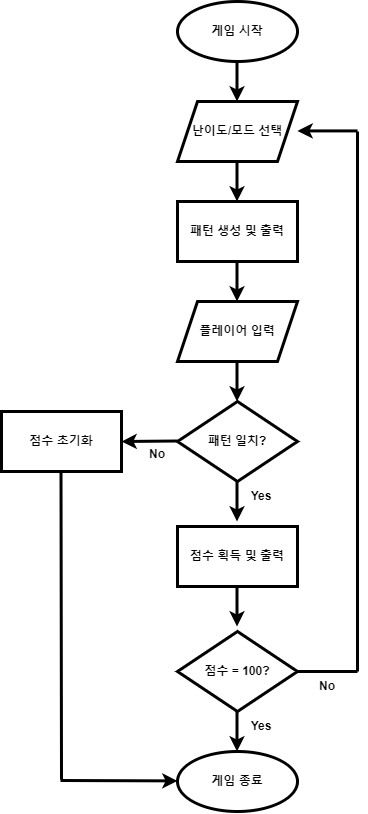 게임 시작
난이도/모드 선택
패턴 생성 및 출력
플레이어 입력
패턴 일치?
점수 초기화
No
Yes
점수 획득 및 출력
점수 = 100?
No
Yes
게임 종료